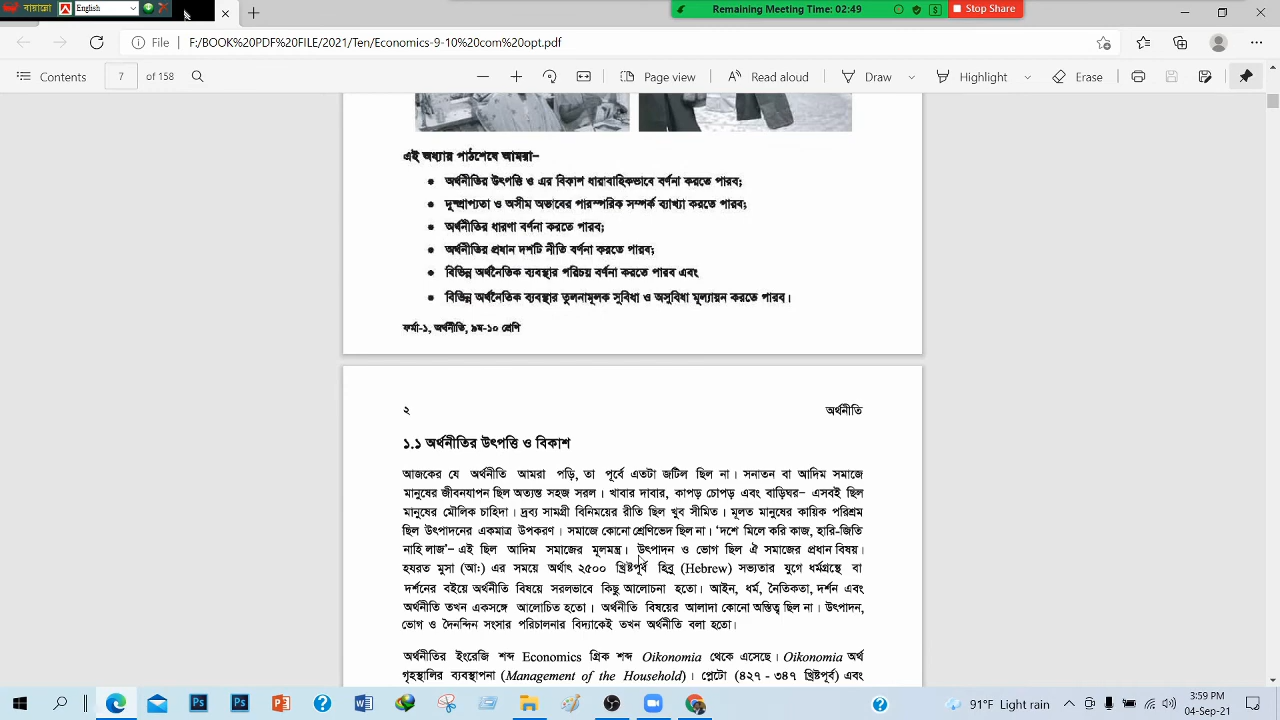 বায়ান্নো English
Remaining Meeting Time: 02:49 Stop Share
File F:/BOOK%20PDF%20FILE/2021/Ten/Economics-9-10%20with%20opt.pdf
Contents 7 of 158 Page view Read aloud Draw Highlight Erase
এই অধ্যায় পাঠশেষে আমরা–
● অর্থনীতির উৎপত্তি ও এর বিকাশ ধারাবাহিকভাবে বর্ণনা করতে পারব;
● দুষ্প্রাপ্যতা ও অসীম অভাবের পারস্পরিক সম্পর্ক ব্যাখ্যা করতে পারব;
● অর্থনীতির ধারণা বর্ণনা করতে পারব;
● অর্থনীতির প্রধান দশটি নীতি বর্ণনা করতে পারব;
● বিভিন্ন অর্থনৈতিক ব্যবস্থার পরিচয় বর্ণনা করতে পারব এবং
● বিভিন্ন অর্থনৈতিক ব্যবস্থার তুলনামূলক সুবিধা ও অসুবিধা মূল্যায়ন করতে পারব।
ফর্মা-১, অর্থনীতি, ৯ম-১০ শ্রেণি
২ অর্থনীতি
১.১ অর্থনীতির উৎপত্তি ও বিকাশ
আজকের যে অর্থনীতি আমরা পড়ি, তা পূর্বে এতটা জটিল ছিল না। সনাতন বা আদিম সমাজে
মানুষের জীবনযাপন ছিল অত্যন্ত সহজ সরল। খাবার দাবার, কাপড় চোপড় এবং বাড়িঘর– এসবই ছিল
মানুষের মৌলিক চাহিদা। দ্রব্য সামগ্রী বিনিময়ের রীতি ছিল খুব সীমিত। মূলত মানুষের কায়িক পরিশ্রম
ছিল উৎপাদনের একমাত্র উপকরণ। সমাজে কোনো শ্রেণিভেদ ছিল না। 'দশে মিলে করি কাজ, হারি-জিতি
নাহি লাজ'– এই ছিল আদিম সমাজের মূলমন্ত্র। উৎপাদন ও ভোগ ছিল ঐ সমাজের প্রধান বিষয়।
হযরত মুসা (আ:) এর সময়ে অর্থাৎ ২৫০০ খ্রিষ্টপূর্ব হিব্রু (Hebrew) সভ্যতার যুগে ধর্মগ্রন্থে বা
দর্শনের বইয়ে অর্থনীতি বিষয়ে সরলভাবে কিছু আলোচনা হতো। আইন, ধর্ম, নৈতিকতা, দর্শন এবং
অর্থনীতি তখন একসঙ্গে আলোচিত হতো। অর্থনীতি বিষয়ের আলাদা কোনো অস্তিত্ব ছিল না। উৎপাদন,
ভোগ ও দৈনন্দিন সংসার পরিচালনার বিদ্যাকেই তখন অর্থনীতি বলা হতো।
অর্থনীতির ইংরেজি শব্দ Economics গ্রিক শব্দ Oikonomia থেকে এসেছে। Oikonomia অর্থ
গৃহস্থালির ব্যবস্থাপনা (Management of the Household)। প্লেটো (৪২৭ - ৩৪৭ খ্রিষ্টপূর্ব) এবং
91°F Light rain 3:59 PM
04-Sep-21